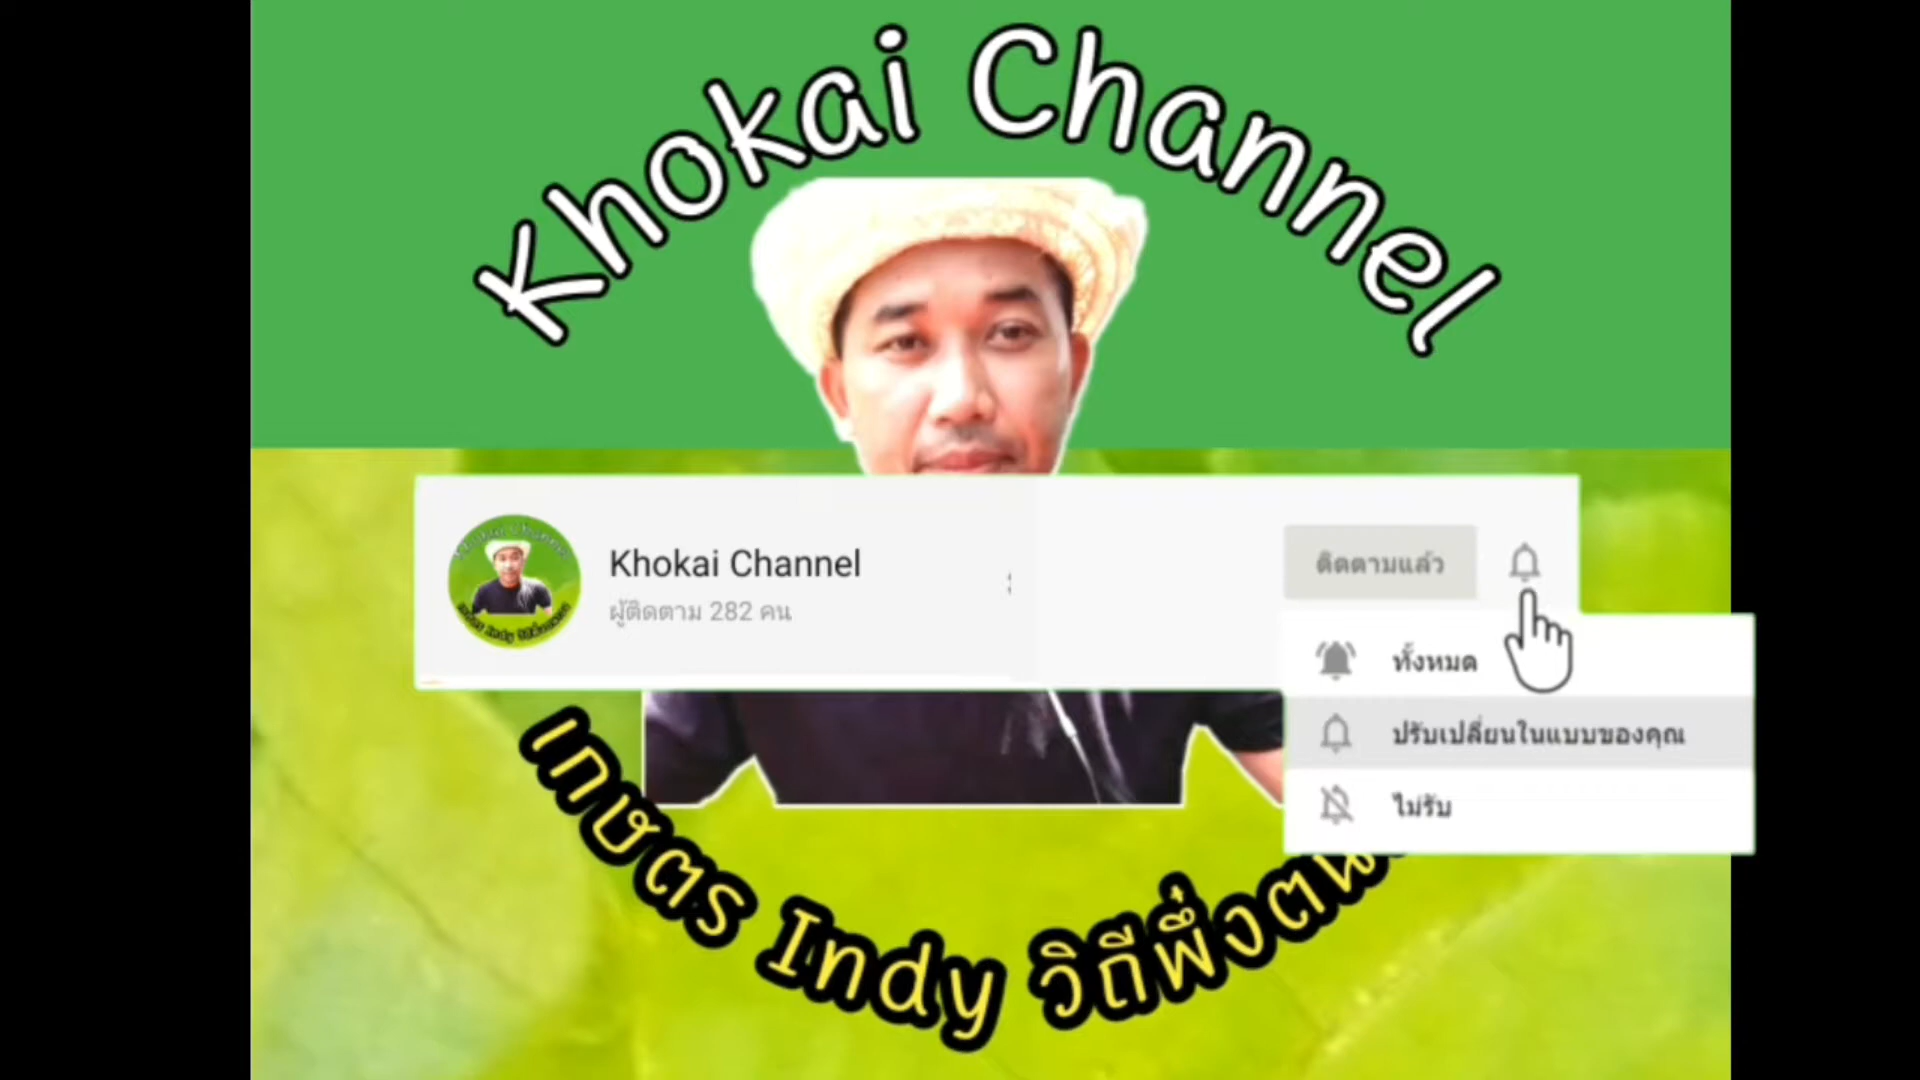 Khokai Channel
Khokai Channel
ผู้ติดตาม 282 คน
ติดตามแล้ว
ทั้งหมด
ปรับเปลี่ยนในแบบของคุณ
ไม่รับ
เกษตร Indy วิถีพึ่งตน